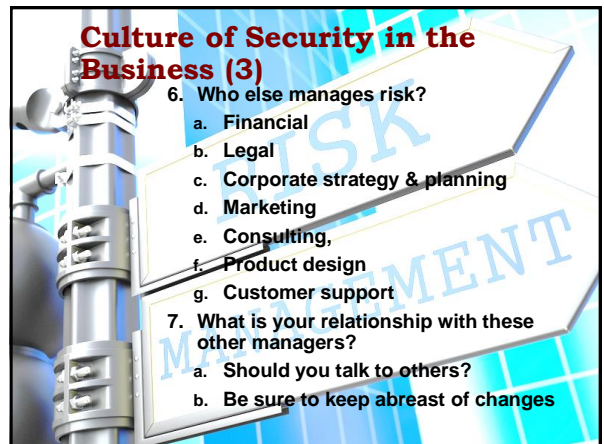 Culture of Security in the
Business (3)
6. Who else manages risk?
a. Financial
b. Legal
c. Corporate strategy & planning
d. Marketing
e. Consulting,
f. Product design
g. Customer support
7. What is your relationship with these
other managers?
a. Should you talk to others?
b. Be sure to keep abreast of changes
RISK
MANAGEMENT